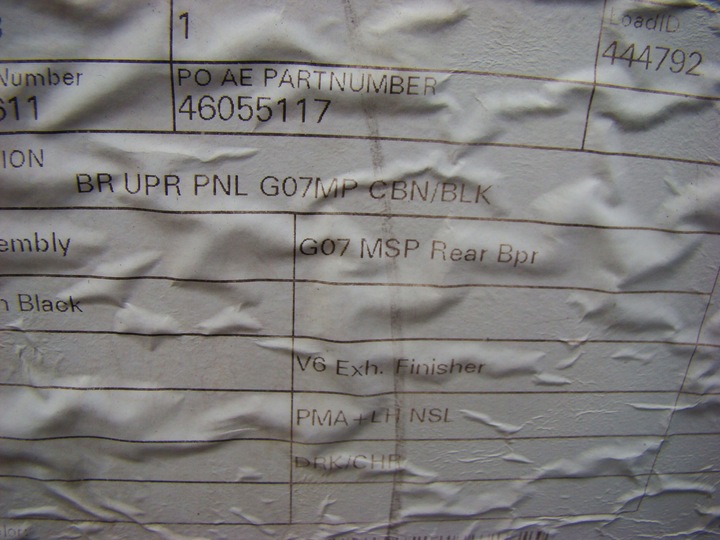 1
LoadID
444792
Number
611
PO AE PARTNUMBER
46055117
ION
BR UPR PNL G07MP CBN/BLK
embly
G07 MSP Rear Bpr
n Black
V6 Exh. Finisher
PMA+LH NSL
DRK/CHR